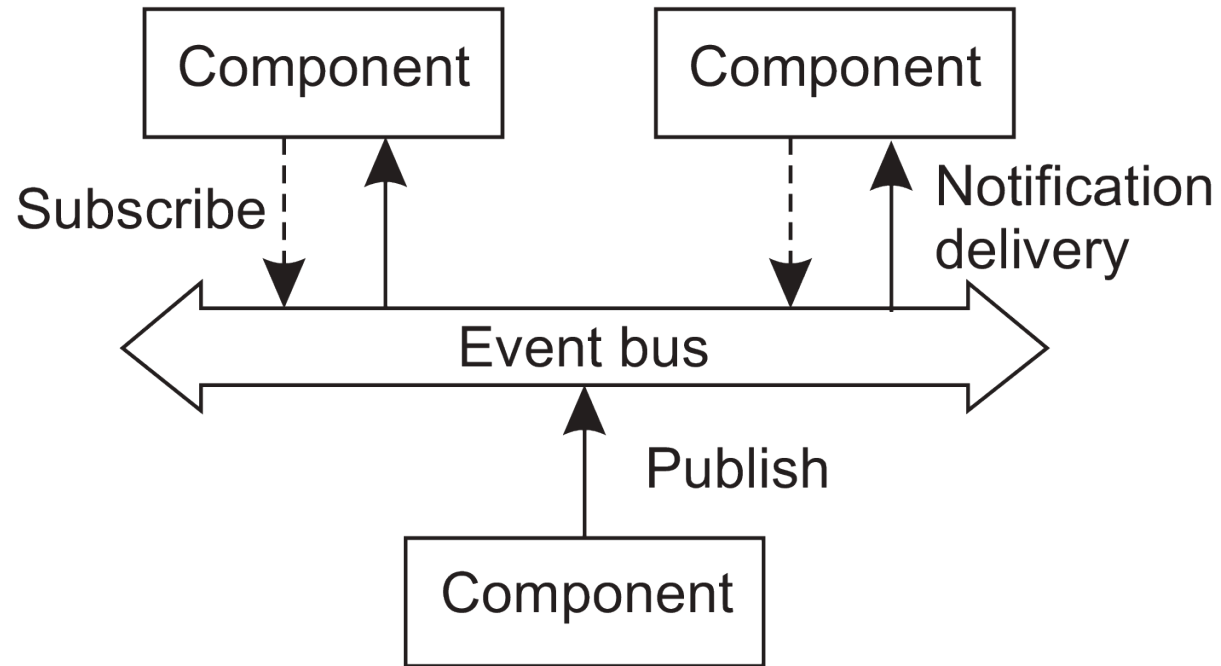 Component
Component
Subscribe
Notification
delivery
Event bus
Publish
Component